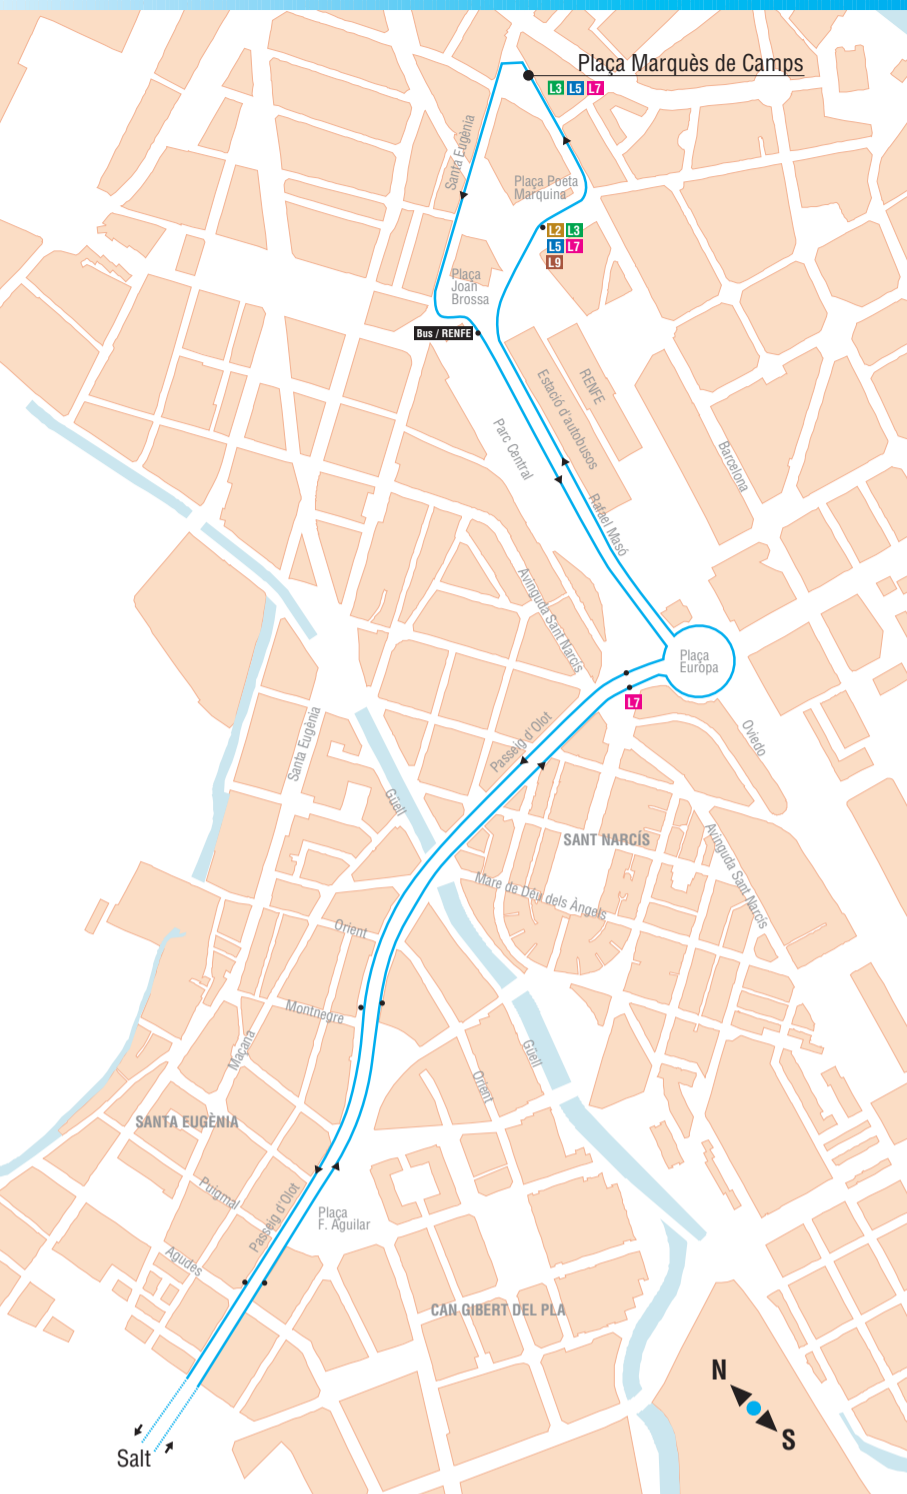 Plaça Marquès de Camps
L3 L5 L7
Santa Eugènia
Plaça Poeta
Marquina
L2 L3
L5 L7
L9
Plaça
Joan
Brossa
Bus / RENFE
RENFE
Estació d'autobusos
Parc Central
Barcelona
Rafael Masó
Avinguda Sant Narcís
Plaça
Europa
L7
Oviedo
Passeig d'Olot
Santa Eugènia
Güell
SANT NARCÍS
Avinguda Sant Narcís
Mare de Déu dels Àngels
Orient
Montnegre
Maçana
Güell
Orient
SANTA EUGÈNIA
Puigmal
Passeig d'Olot
Plaça
F. Aguilar
Agudes
CAN GIBERT DEL PLA
N
S
Salt